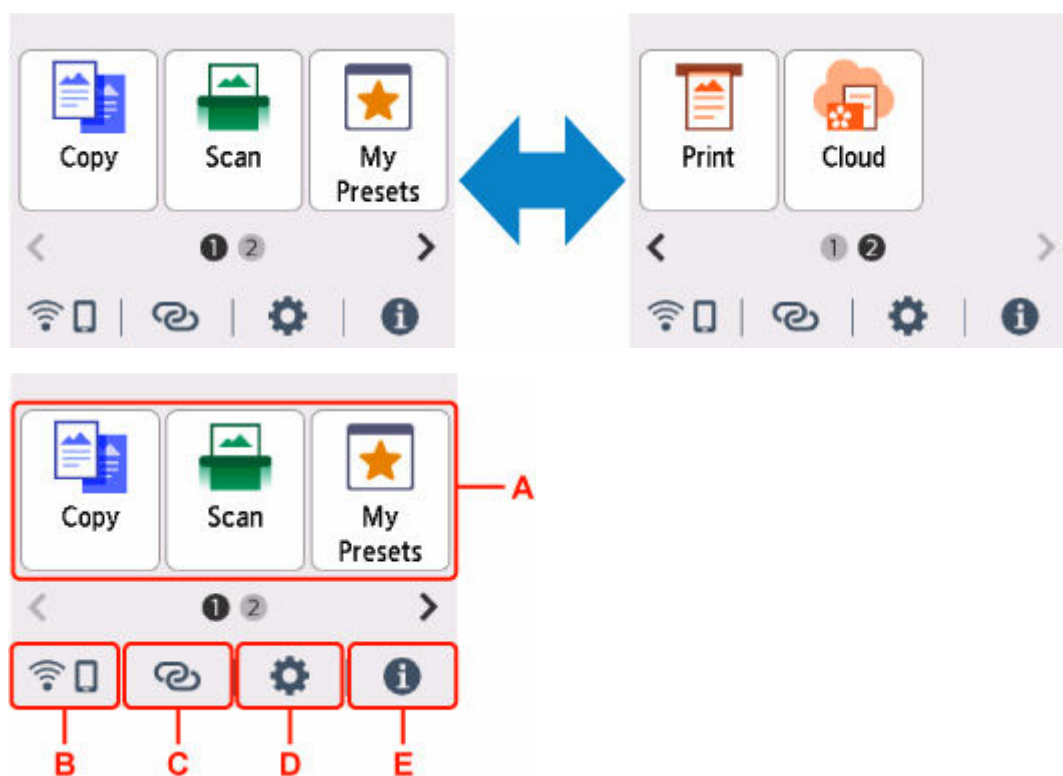 Copy
Scan
My
Presets
Print
Cloud
1 2
1 2
Copy
Scan
My
Presets
A
1 2
B
C
D
E